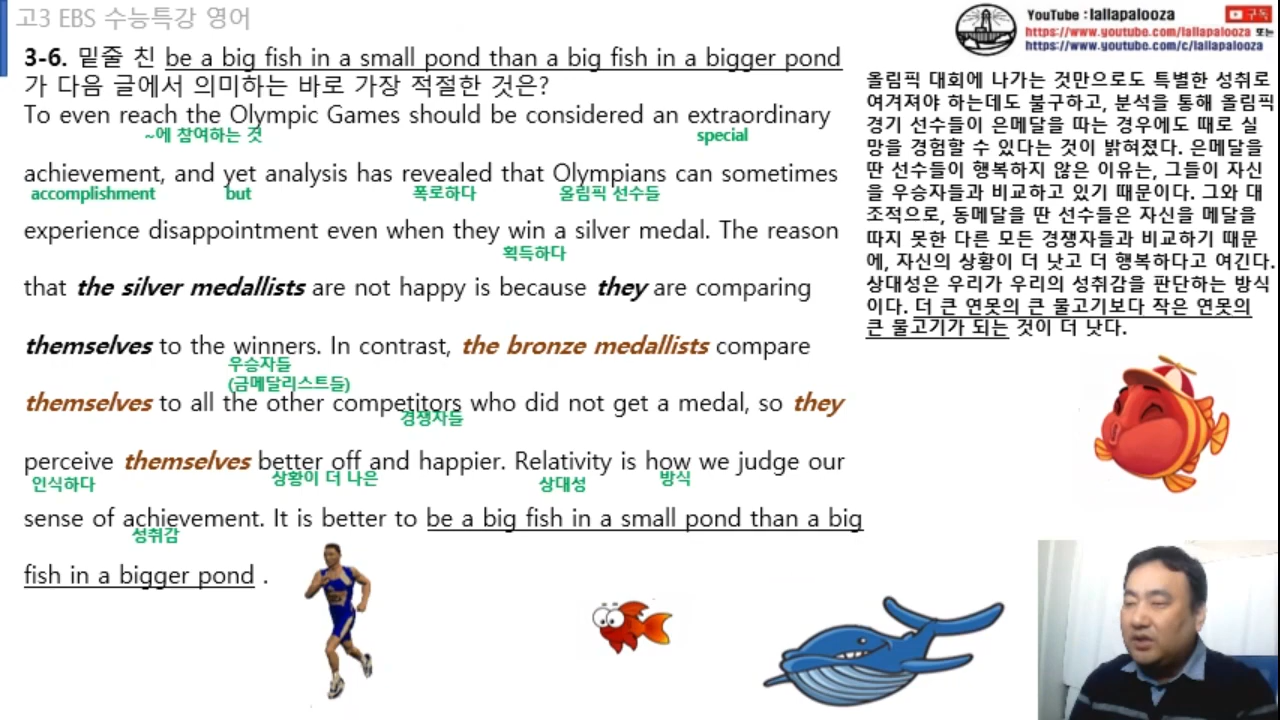 고3 EBS 수능특강 영어
YouTube : lallapalooza
구독
https://www.youtube.com/lallapalooza 또는
https://www.youtube.com/c/lallapalooza
3-6. 밑줄 친 be a big fish in a small pond than a big fish in a bigger pond
가 다음 글에서 의미하는 바로 가장 적절한 것은?
To even reach the Olympic Games should be considered an extraordinary
~에 참여하는 것 special
achievement, and yet analysis has revealed that Olympians can sometimes
accomplishment but 폭로하다 올림픽 선수들
experience disappointment even when they win a silver medal. The reason
획득하다
that the silver medallists are not happy is because they are comparing
themselves to the winners. In contrast, the bronze medallists compare
우승자들
(금메달리스트들)
themselves to all the other competitors who did not get a medal, so they
경쟁자들
perceive themselves better off and happier. Relativity is how we judge our
인식하다 상황이 더 나은 상대성 방식
sense of achievement. It is better to be a big fish in a small pond than a big
성취감
fish in a bigger pond .
올림픽 대회에 나가는 것만으로도 특별한 성취로
여겨져야 하는데도 불구하고, 분석을 통해 올림픽
경기 선수들이 은메달을 따는 경우에도 때로 실
망을 경험할 수 있다는 것이 밝혀졌다. 은메달을
딴 선수들이 행복하지 않은 이유는, 그들이 자신
을 우승자들과 비교하고 있기 때문이다. 그와 대
조적으로, 동메달을 딴 선수들은 자신을 메달을
따지 못한 다른 모든 경쟁자들과 비교하기 때문
에, 자신의 상황이 더 낫고 더 행복하다고 여긴다.
상대성은 우리가 우리의 성취감을 판단하는 방식
이다. 더 큰 연못의 큰 물고기보다 작은 연못의
큰 물고기가 되는 것이 더 낫다.